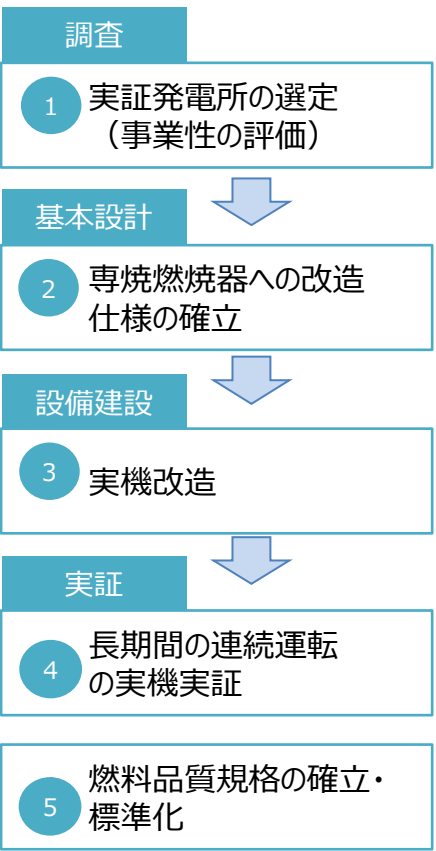 調査
1
実証発電所の選定
（事業性の評価）
基本設計
2
専焼燃焼器への改造
仕様の確立
設備建設
3
実機改造
実証
4
長期間の連続運転
の実機実証
5
燃料品質規格の確立・
標準化